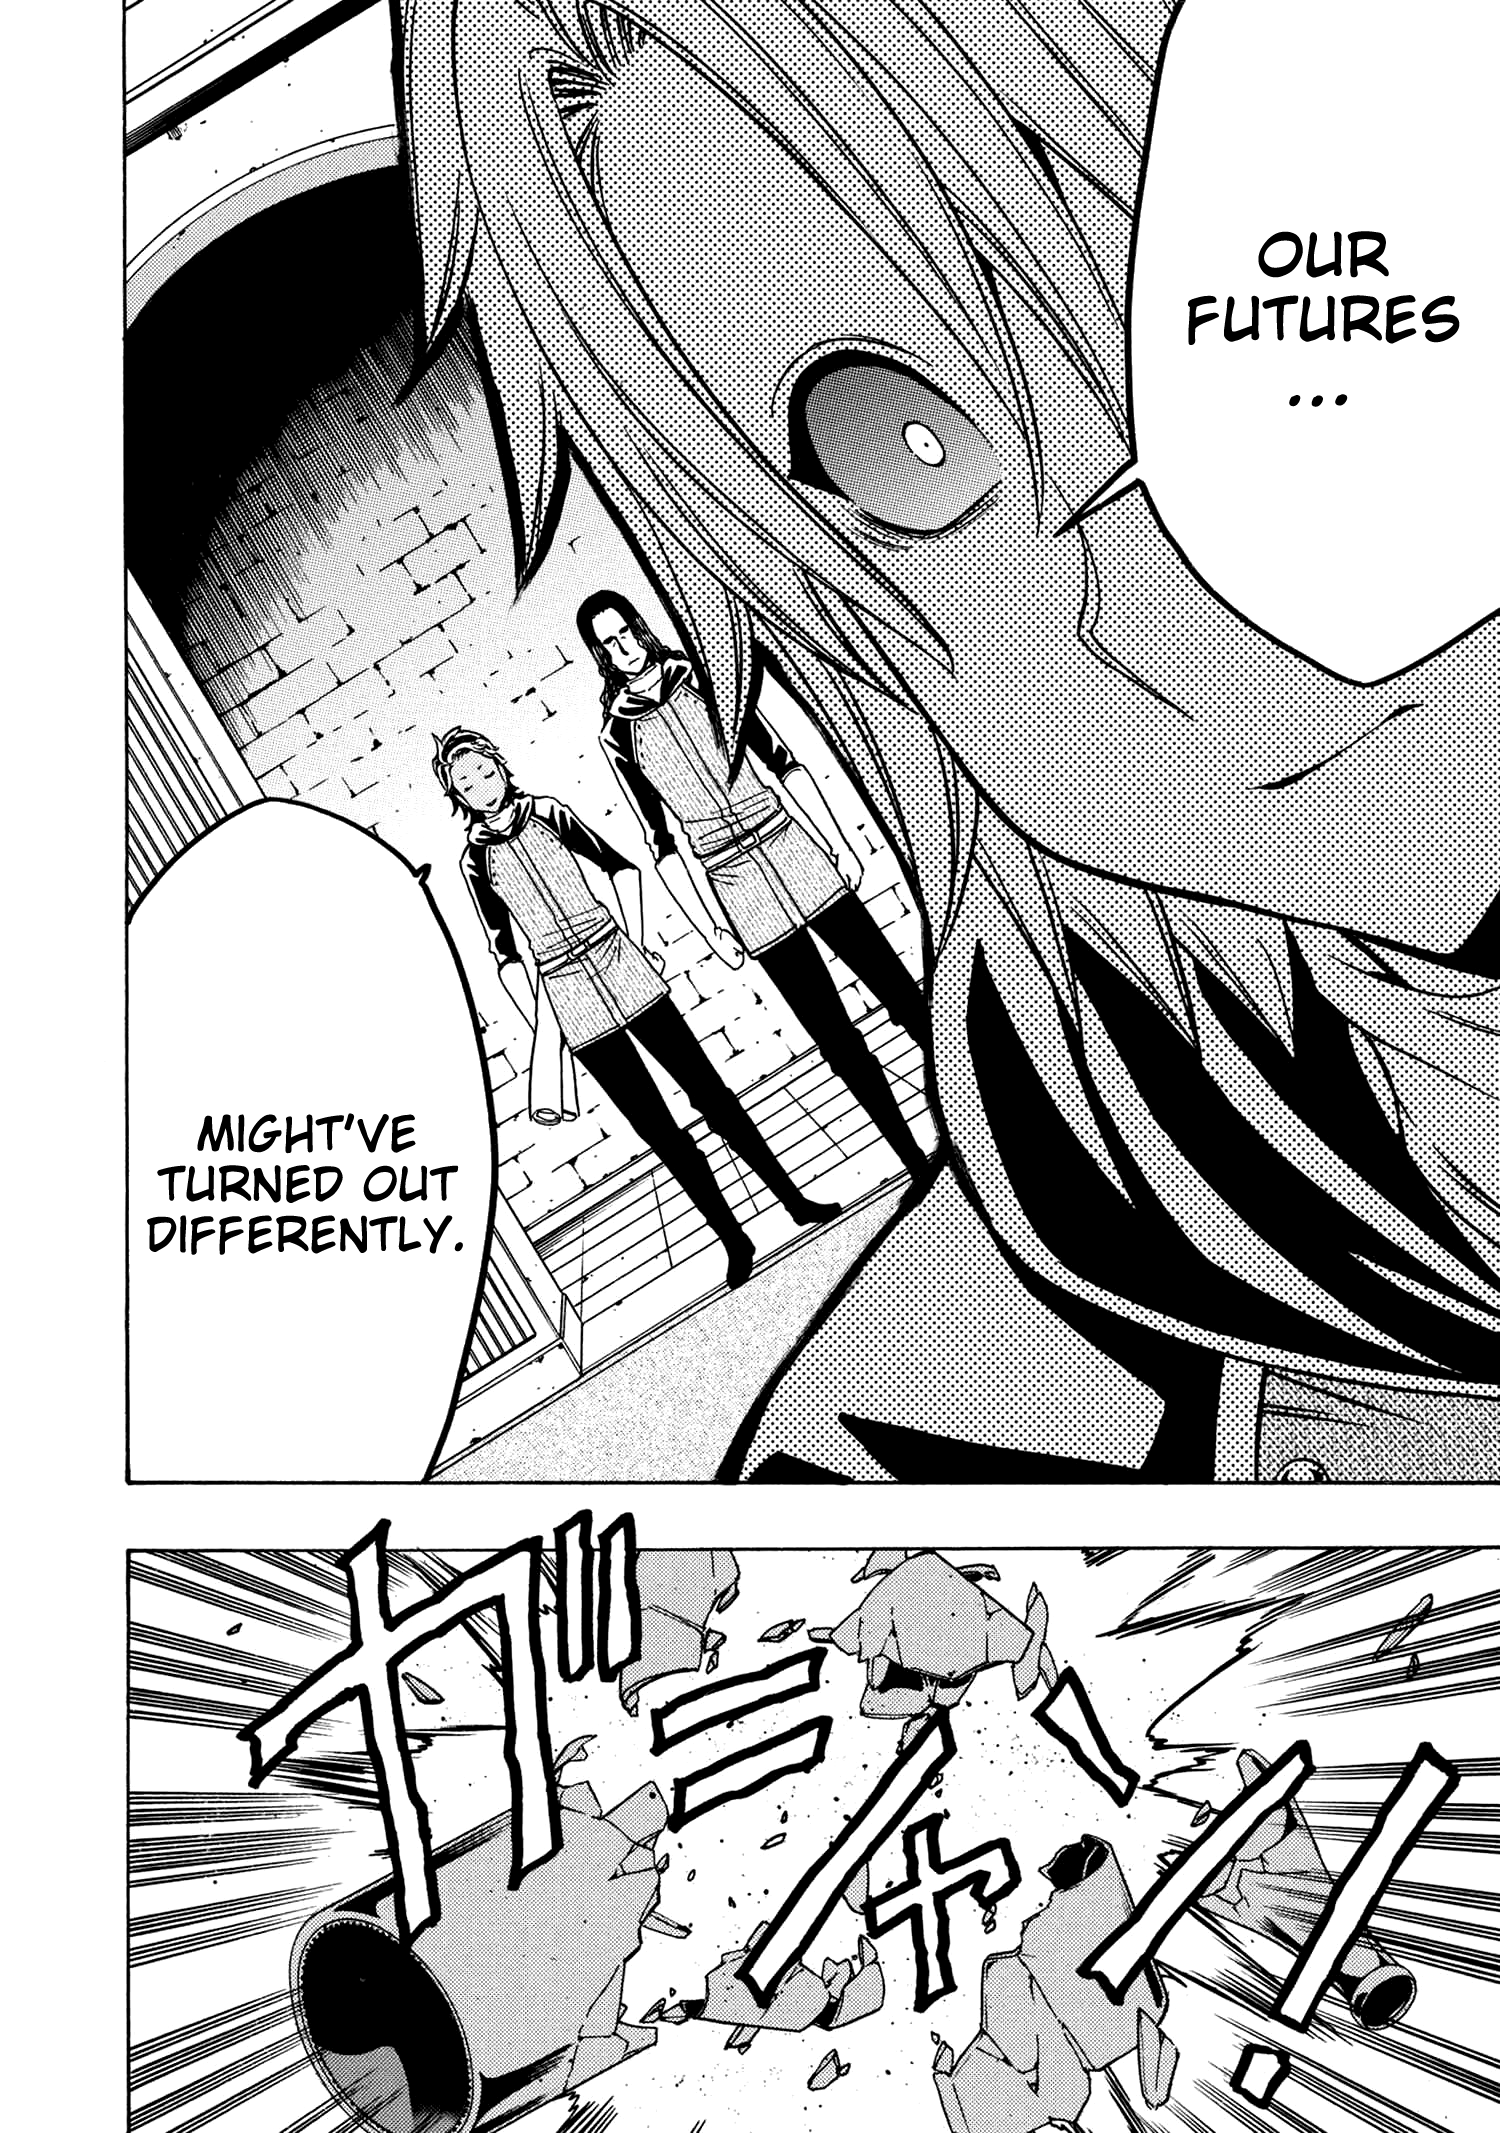 OUR
FUTURES
...
MIGHT'VE
TURNED OUT
DIFFERENTLY.
ガシャン!!